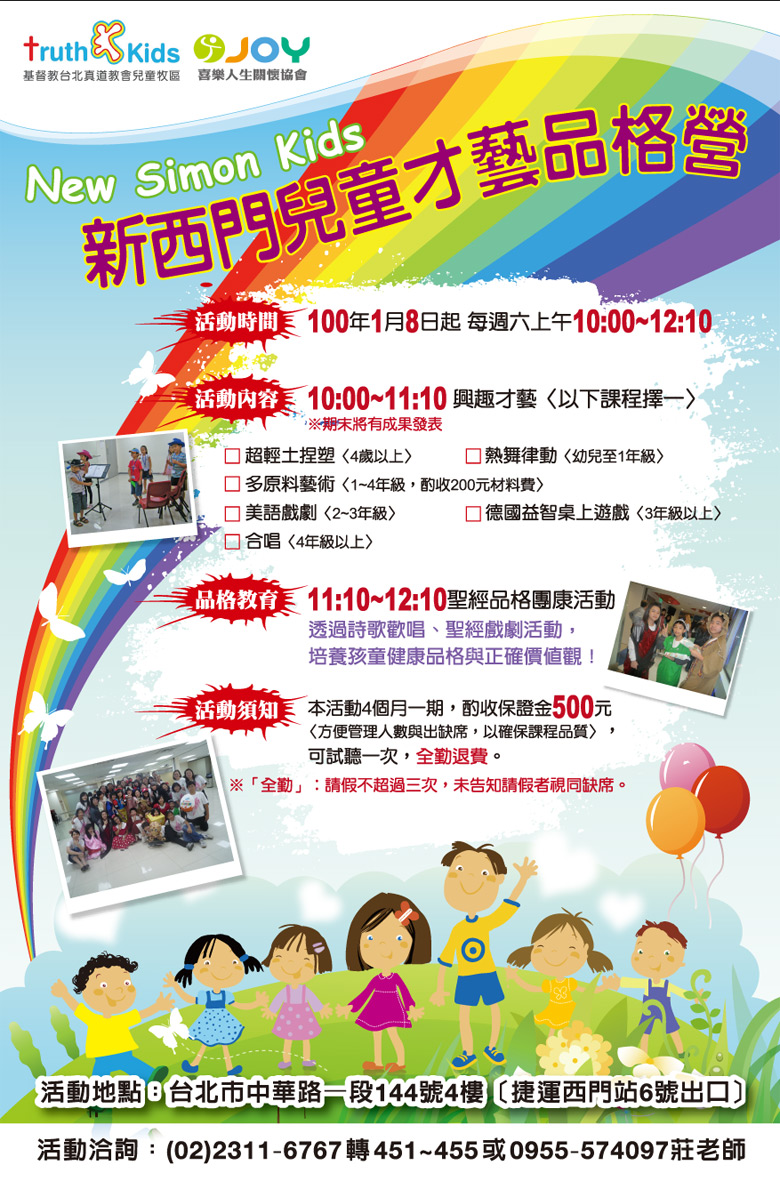 truth Kids
基督教台北真道教會兒童牧區
JOY
喜樂人生關懷協會
New Simon Kids
新西門兒童才藝品格營
活動時間 100年1月8日起 每週六上午10:00~12:10
活動內容 10:00~11:10 興趣才藝〈以下課程擇一〉
※期末將有成果發表
□ 超輕土捏塑〈4歲以上〉 □ 熱舞律動〈幼兒至1年級〉
□ 多原料藝術〈1~4年級，酌收200元材料費〉
□ 美語戲劇〈2~3年級〉 □ 德國益智桌上遊戲〈3年級以上〉
□ 合唱〈4年級以上〉
品格教育 11:10~12:10聖經品格團康活動
透過詩歌歡唱、聖經戲劇活動，
培養孩童健康品格與正確價值觀！
活動須知 本活動4個月一期，酌收保證金500元
〈方便管理人數與出缺席，以確保課程品質〉，
可試聽一次，全勤退費。
※「全勤」：請假不超過三次，未告知請假者視同缺席。
活動地點：台北市中華路一段144號4樓〔捷運西門站6號出口〕
活動洽詢：(02)2311-6767轉451~455或0955-574097莊老師